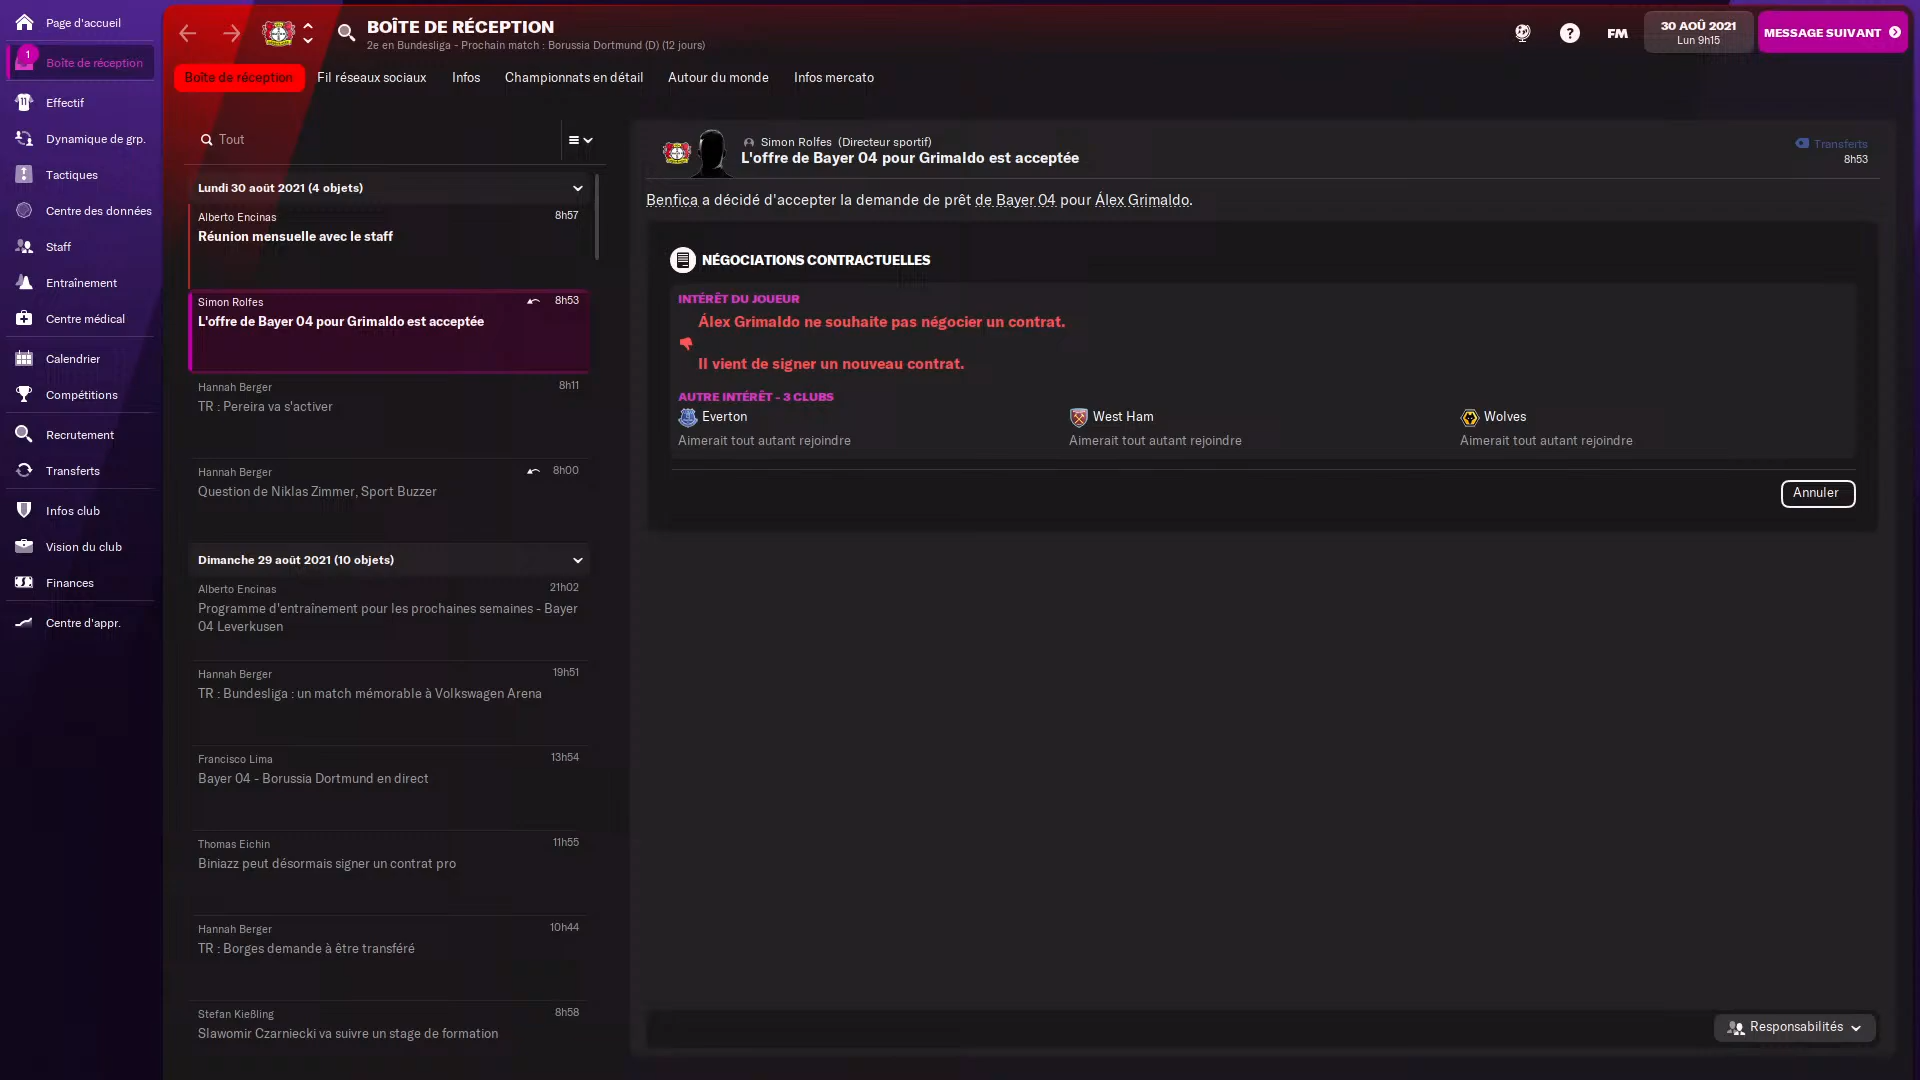 Page d'accueil
1
Boîte de réception
Effectif
Dynamique de grp.
Tactiques
Centre des données
Staff
Entraînement
Centre médical
Calendrier
Compétitions
Recrutement
Transferts
Infos club
Vision du club
Finances
Centre d'appr.
BOÎTE DE RÉCEPTION
2e en Bundesliga - Prochain match : Borussia Dortmund (D) (12 jours)
?
FM
30 AOÛ 2021
Lun 9h15
MESSAGE SUIVANT
Boîte de réception
Fil réseaux sociaux
Infos
Championnats en détail
Autour du monde
Infos mercato
Tout
Lundi 30 août 2021 (4 objets)
Alberto Encinas
8h57
Réunion mensuelle avec le staff
Simon Rolfes
8h53
L'offre de Bayer 04 pour Grimaldo est acceptée
Hannah Berger
8h11
TR : Pereira va s'activer
Hannah Berger
8h00
Question de Niklas Zimmer, Sport Buzzer
Dimanche 29 août 2021 (10 objets)
Alberto Encinas
21h02
Programme d'entraînement pour les prochaines semaines - Bayer
04 Leverkusen
Hannah Berger
19h51
TR : Bundesliga : un match mémorable à Volkswagen Arena
Francisco Lima
13h54
Bayer 04 - Borussia Dortmund en direct
Thomas Eichin
11h55
Biniazz peut désormais signer un contrat pro
Hannah Berger
10h44
TR : Borges demande à être transféré
Stefan Kießling
8h58
Slawomir Czarniecki va suivre un stage de formation
Simon Rolfes (Directeur sportif)
L'offre de Bayer 04 pour Grimaldo est acceptée
Transferts
8h53
Benfica a décidé d'accepter la demande de prêt de Bayer 04 pour Álex Grimaldo.
NÉGOCIATIONS CONTRACTUELLES
INTÉRÊT DU JOUEUR
Álex Grimaldo ne souhaite pas négocier un contrat.
Il vient de signer un nouveau contrat.
AUTRE INTÉRÊT - 3 CLUBS
Everton
West Ham
Wolves
Aimerait tout autant rejoindre
Aimerait tout autant rejoindre
Aimerait tout autant rejoindre
Annuler
Responsabilités